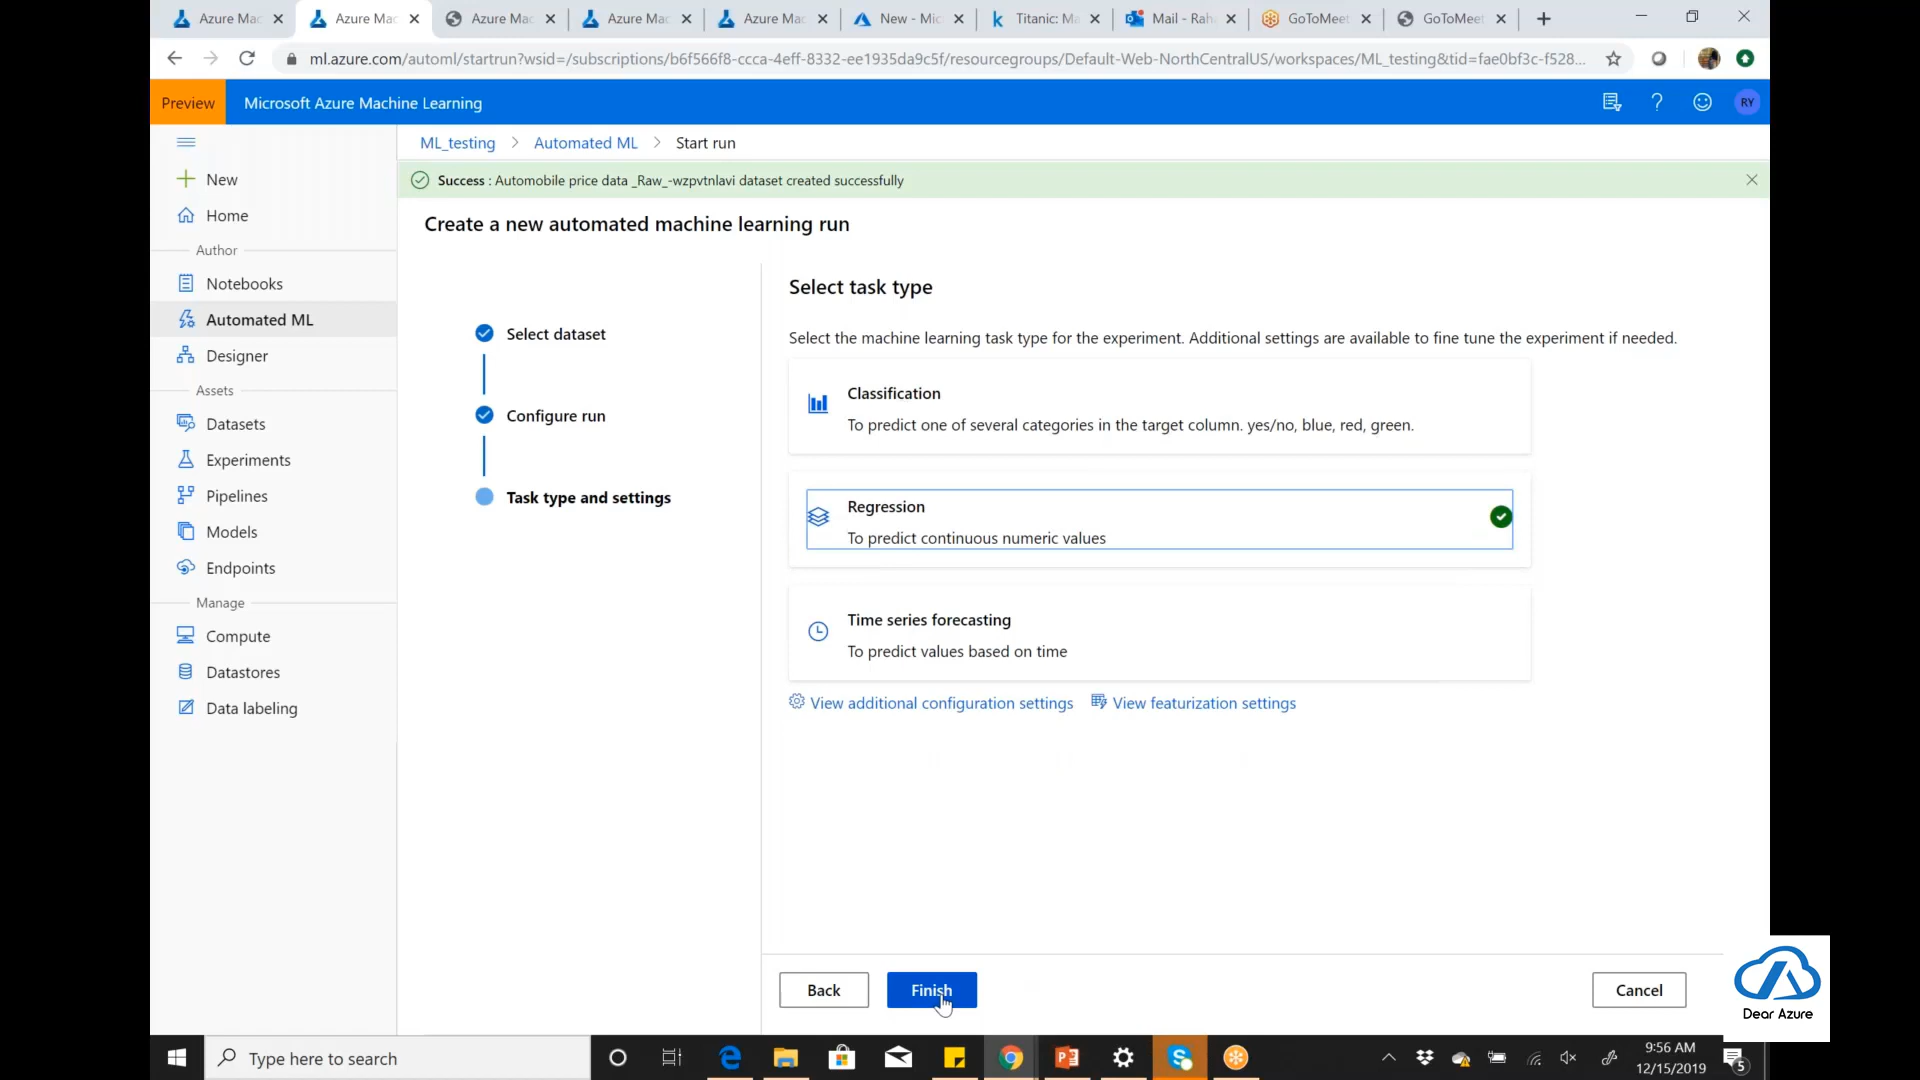 Azure Mac
Azure Mac
Azure Mac
Azure Mac
Azure Mac
New - Mic
Titanic: Ma
Mail - Rah
GoToMeet
GoToMeet
ml.azure.com/automl/startrun?wsid=/subscriptions/b6f566f8-ccca-4eff-8332-ee1935da9c5f/resourcegroups/Default-Web-NorthCentralUS/workspaces/ML_testing&tid=fae0bf3c-f528...
Preview
Microsoft Azure Machine Learning
RY
ML_testing > Automated ML > Start run
New
Home
Author
Notebooks
Automated ML
Designer
Assets
Datasets
Experiments
Pipelines
Models
Endpoints
Manage
Compute
Datastores
Data labeling
Success : Automobile price data _Raw_-wzpvtnlavi dataset created successfully
Create a new automated machine learning run
Select dataset
Configure run
Task type and settings
Select task type
Select the machine learning task type for the experiment. Additional settings are available to fine tune the experiment if needed.
Classification
To predict one of several categories in the target column. yes/no, blue, red, green.
Regression
To predict continuous numeric values
Time series forecasting
To predict values based on time
View additional configuration settings
View featurization settings
Back
Finish
Cancel
Dear Azure
Type here to search
9:56 AM
12/15/2019
5